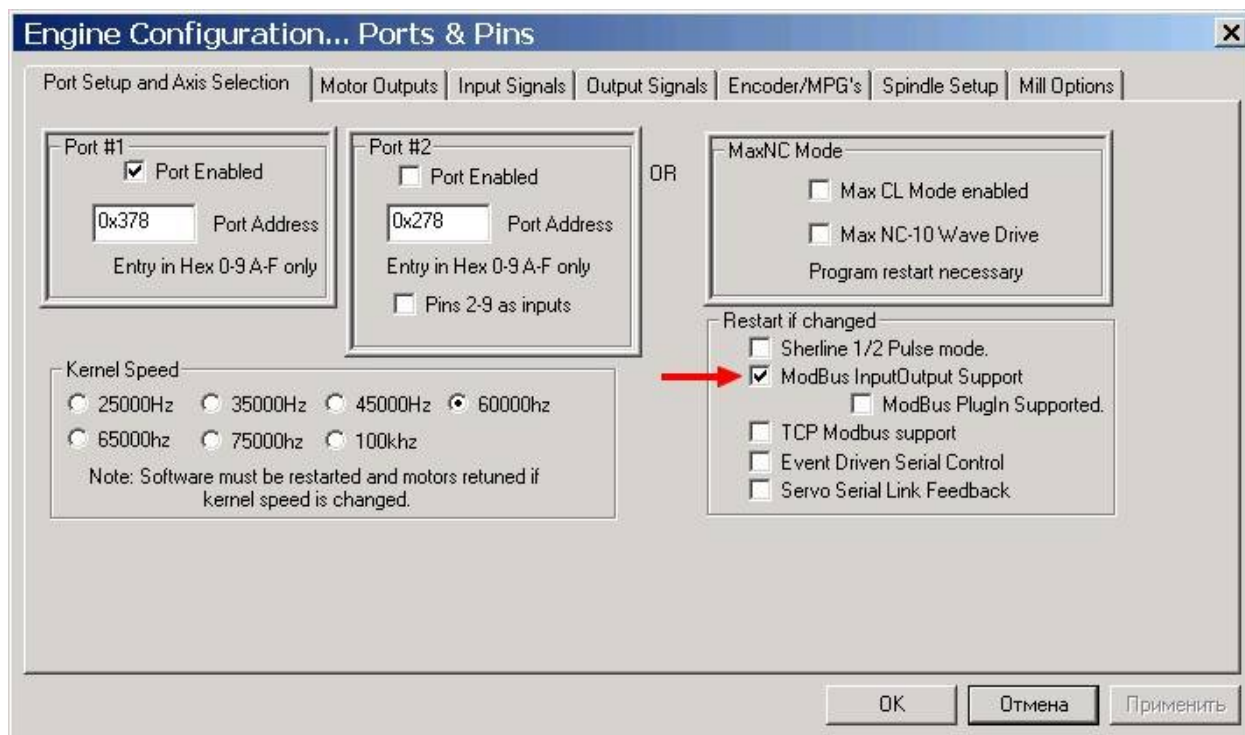 Engine Configuration... Ports & Pins
Port Setup and Axis Selection
Motor Outputs
Input Signals
Output Signals
Encoder/MPG's
Spindle Setup
Mill Options
Port #1
Port Enabled
0x378 Port Address
Entry in Hex 0-9 A-F only
Port #2
Port Enabled
0x278 Port Address
Entry in Hex 0-9 A-F only
Pins 2-9 as inputs
OR
MaxNC Mode
Max CL Mode enabled
Max NC-10 Wave Drive
Program restart necessary
Restart if changed
Sherline 1/2 Pulse mode.
ModBus InputOutput Support
ModBus PlugIn Supported.
TCP Modbus support
Event Driven Serial Control
Servo Serial Link Feedback
Kernel Speed
25000Hz 35000Hz 45000Hz 60000hz
65000hz 75000hz 100khz
Note: Software must be restarted and motors retuned if
kernel speed is changed.
OK
Отмена
Применить